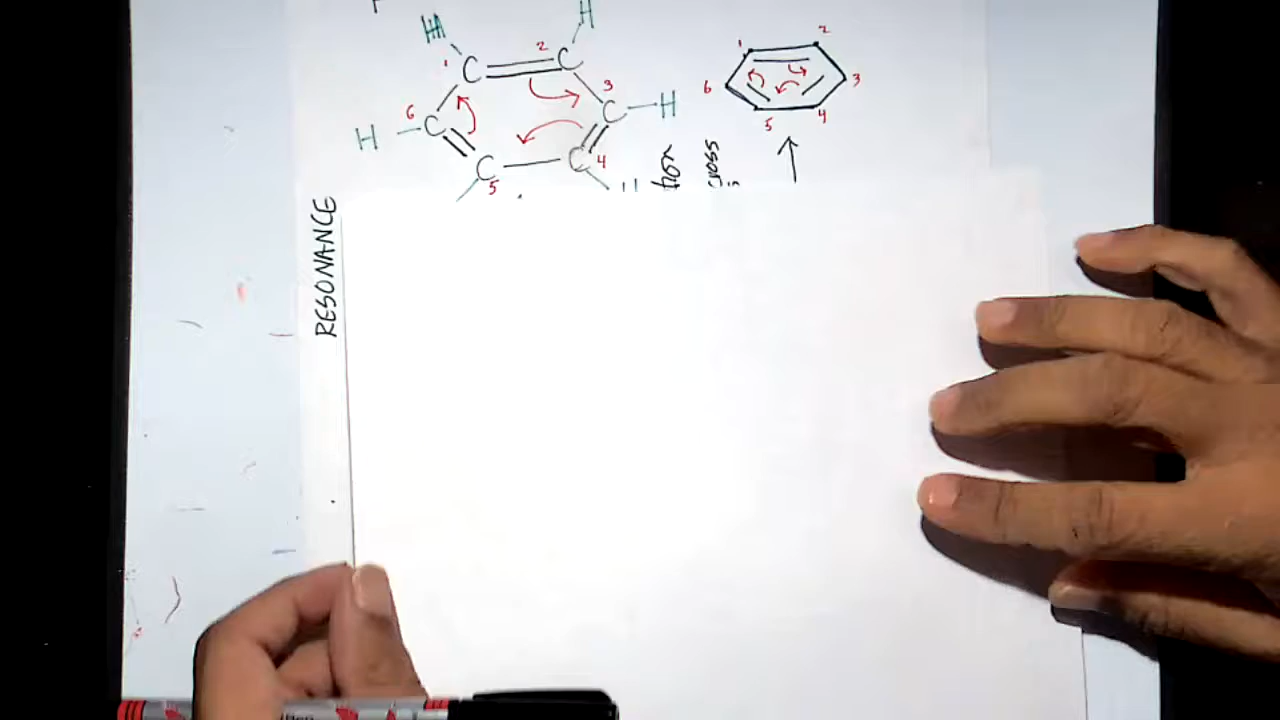 H H
1 C 2 C
3 C H
H 6 C
C 5 C 4
1 2
6 3
5 4
RESONANCE